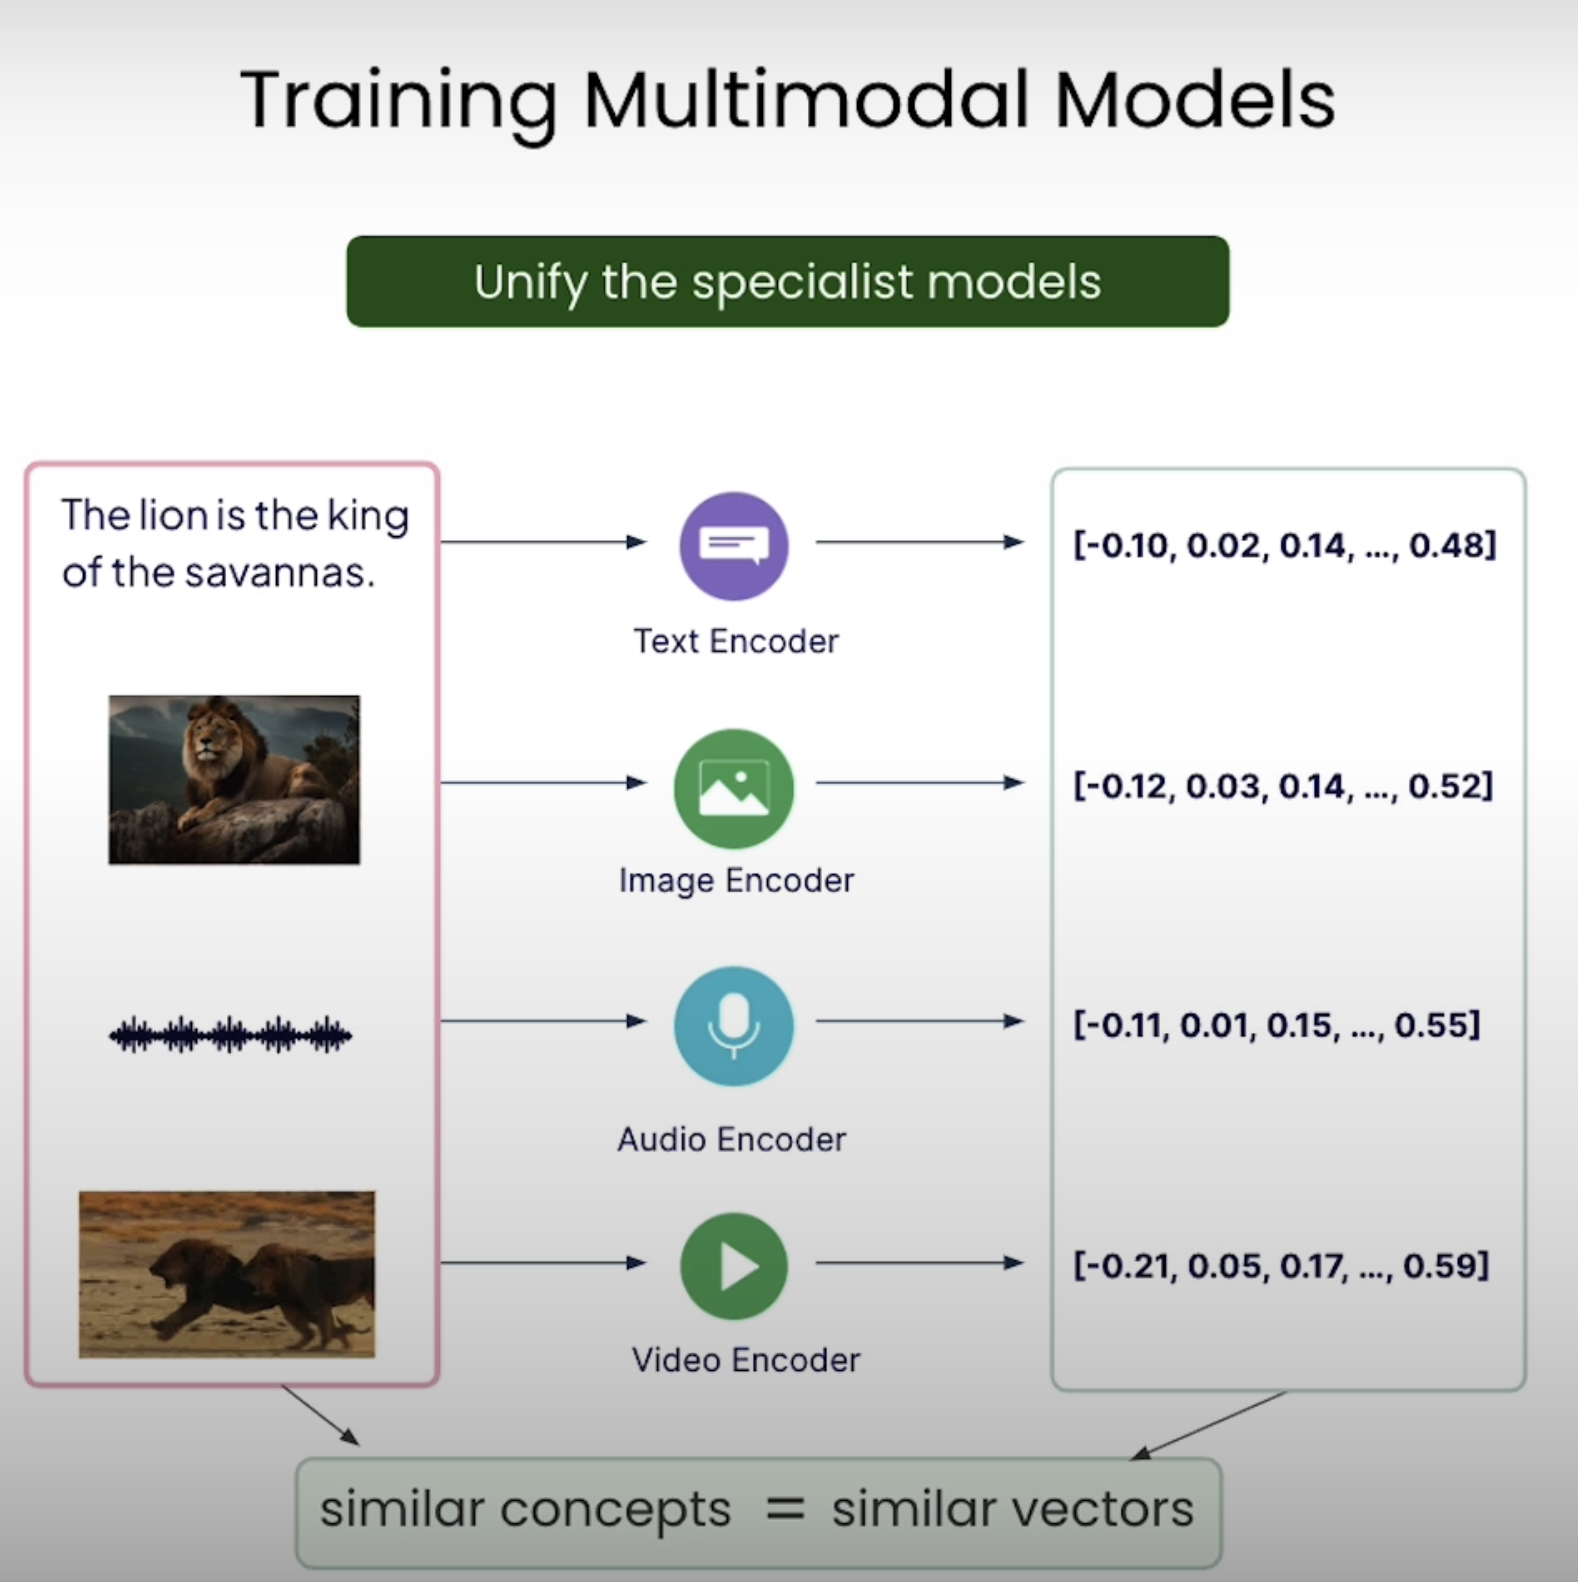 Training Multimodal Models
Unify the specialist models
The lion is the king
of the savannas.
Text Encoder
[-0.10, 0.02, 0.14, ..., 0.48]
Image Encoder
[-0.12, 0.03, 0.14, ..., 0.52]
Audio Encoder
[-0.11, 0.01, 0.15, ..., 0.55]
Video Encoder
[-0.21, 0.05, 0.17, ..., 0.59]
similar concepts = similar vectors